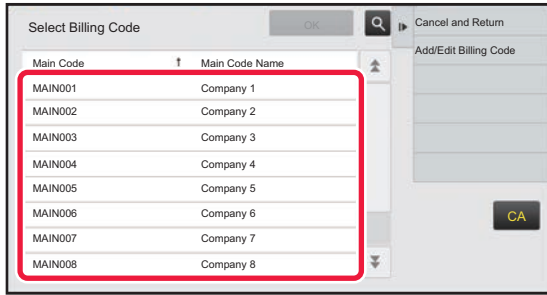 Select Billing Code
OK
Cancel and Return
Add/Edit Billing Code
Main Code ↑ Main Code Name
MAIN001 Company 1
MAIN002 Company 2
MAIN003 Company 3
MAIN004 Company 4
MAIN005 Company 5
MAIN006 Company 6
MAIN007 Company 7
MAIN008 Company 8
CA